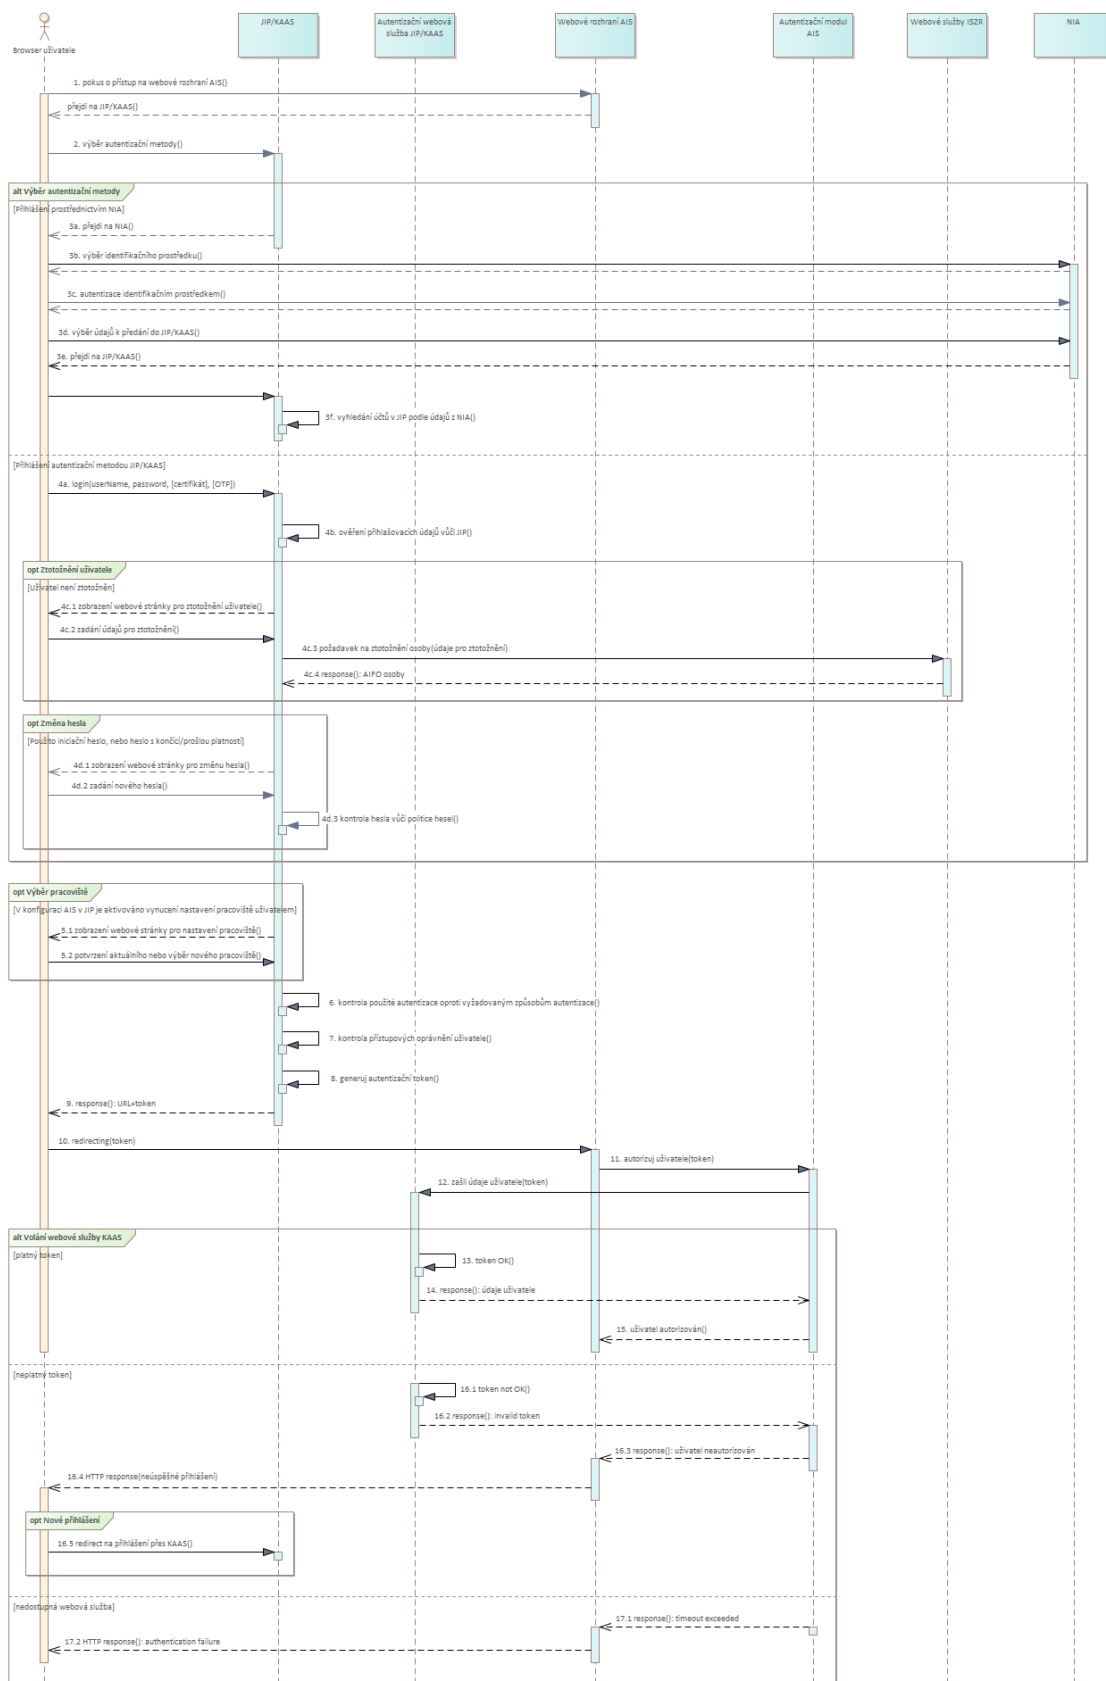 Browser uživatele
JIP/KAAS
Autentizační webová
služba JIP/KAAS
Webové rozhraní AIS
Autentizační modul
AIS
Webové služby ISZR
NIA
1. pokus o přístup na webové rozhraní AIS()
přejdi na JIP/KAAS()
2. výběr autentizační metody()
alt Výběr autentizační metody
[Přihlášení prostřednictvím NIA]
3a. přejdi na NIA()
3b. výběr identifikačního prostředku()
3c. autentizace identifikačním prostředkem()
3d. výběr údajů k předání do JIP/KAAS()
3e. přejdi na JIP/KAAS()
3f. vyhledání účtů v JIP podle údajů z NIA()
[Přihlášení autentizační metodou JIP/KAAS]
4a. login(userName, password, [certifikát], [OTP])
4b. ověření přihlašovacích údajů vůči JIP()
opt Ztotožnění uživatele
[Uživatel není ztotožněn]
4c.1 zobrazení webové stránky pro ztotožnění uživatele()
4c.2 zadání údajů pro ztotožnění()
4c.3 požadavek na ztotožnění osoby(údaje pro ztotožnění)
4c.4 response(): AIFO osoby
opt Změna hesla
[Použito iniciační heslo, nebo heslo s končící/prošlou platností]
4d.1 zobrazení webové stránky pro změnu hesla()
4d.2 zadání nového hesla()
4d.3 kontrola hesla vůči politice hesel()
opt Výběr pracoviště
[V konfiguraci AIS v JIP je aktivováno vynucení nastavení pracoviště uživatelem]
5.1 zobrazení webové stránky pro nastavení pracoviště()
5.2 potvrzení aktuálního nebo výběr nového pracoviště()
6. kontrola použité autentizace oproti vyžadovaným způsobům autentizace()
7. kontrola přístupových oprávnění uživatele()
8. generuj autentizační token()
9. response(): URL+token
10. redirecting(token)
11. autorizuj uživatele(token)
12. zašli údaje uživatele(token)
alt Volání webové služby KAAS
[platný token]
13. token OK()
14. response(): údaje uživatele
15. uživatel autorizován()
[neplatný token]
16.1 token not OK()
16.2 response(): invalid token
16.3 response(): uživatel neautorizován
16.4 HTTP response(neúspěšné přihlášení)
opt Nové přihlášení
16.5 redirect na přihlášení přes KAAS()
[nedostupná webová služba]
17.1 response(): timeout exceeded
17.2 HTTP response(): authentication failure